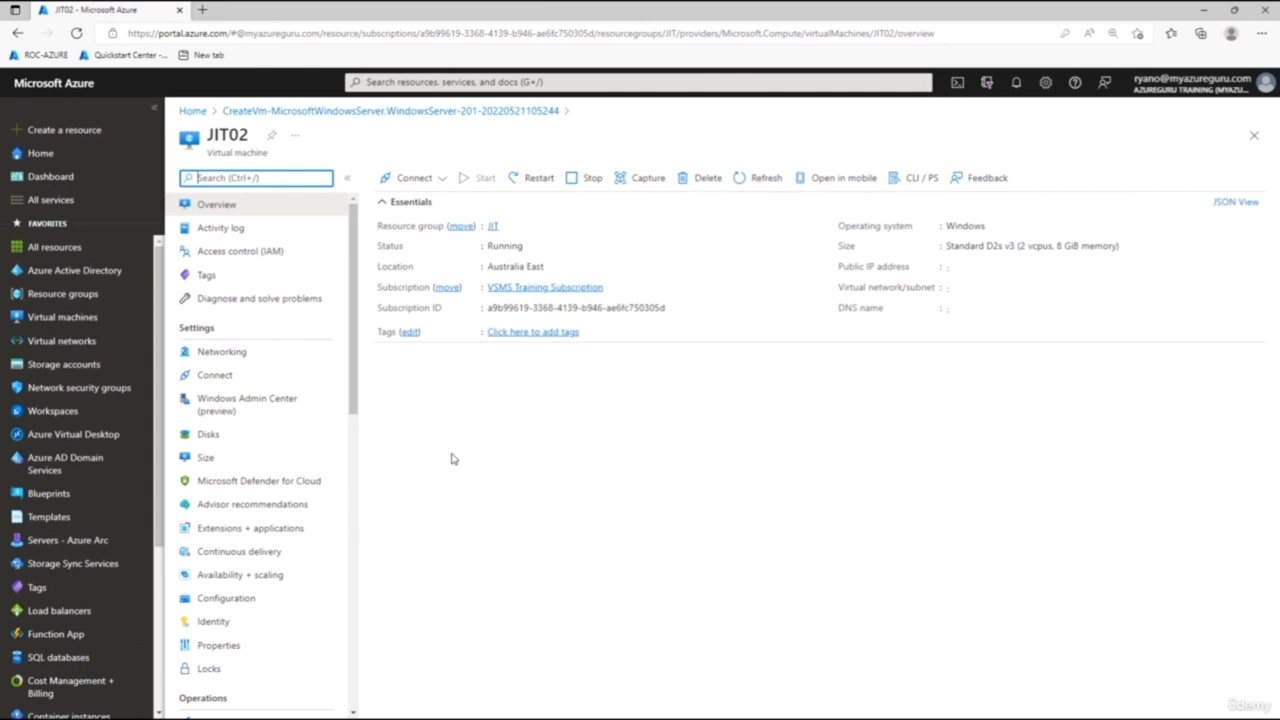 JIT02 - Microsoft Azure
https://portal.azure.com/#@myazureguru.com/resource/subscriptions/a9b99619-3368-4139-b946-ae6fc750305d/resourcegroups/JIT/providers/Microsoft.Compute/virtualMachines/JIT02/overview
ROC-AZURE Quickstart Center -... New tab
Microsoft Azure
Search resources, services, and docs (G+/)
ryano@myazureguru.com
AZUREGURU TRAINING (MYAZU...
Create a resource
Home
Dashboard
All services
FAVORITES
All resources
Azure Active Directory
Resource groups
Virtual machines
Virtual networks
Storage accounts
Network security groups
Workspaces
Azure Virtual Desktop
Azure AD Domain
Services
Blueprints
Templates
Servers - Azure Arc
Storage Sync Services
Tags
Load balancers
Function App
SQL databases
Cost Management +
Billing
Container instances
Home > CreateVm-MicrosoftWindowsServer.WindowsServer-201-20220521105244 >
JIT02
Virtual machine
Search (Ctrl+/)
Overview
Activity log
Access control (IAM)
Tags
Diagnose and solve problems
Settings
Networking
Connect
Windows Admin Center
(preview)
Disks
Size
Microsoft Defender for Cloud
Advisor recommendations
Extensions + applications
Continuous delivery
Availability + scaling
Configuration
Identity
Properties
Locks
Operations
Connect Start Restart Stop Capture Delete Refresh Open in mobile CLI / PS Feedback
Essentials
JSON View
Resource group (move) : JIT
Status : Running
Location : Australia East
Subscription (move) : VSMS Training Subscription
Subscription ID : a9b99619-3368-4139-b946-ae6fc750305d
Tags (edit) : Click here to add tags
Operating system : Windows
Size : Standard D2s v3 (2 vcpus, 8 GiB memory)
Public IP address : -
Virtual network/subnet : -
DNS name : -
ûdemy